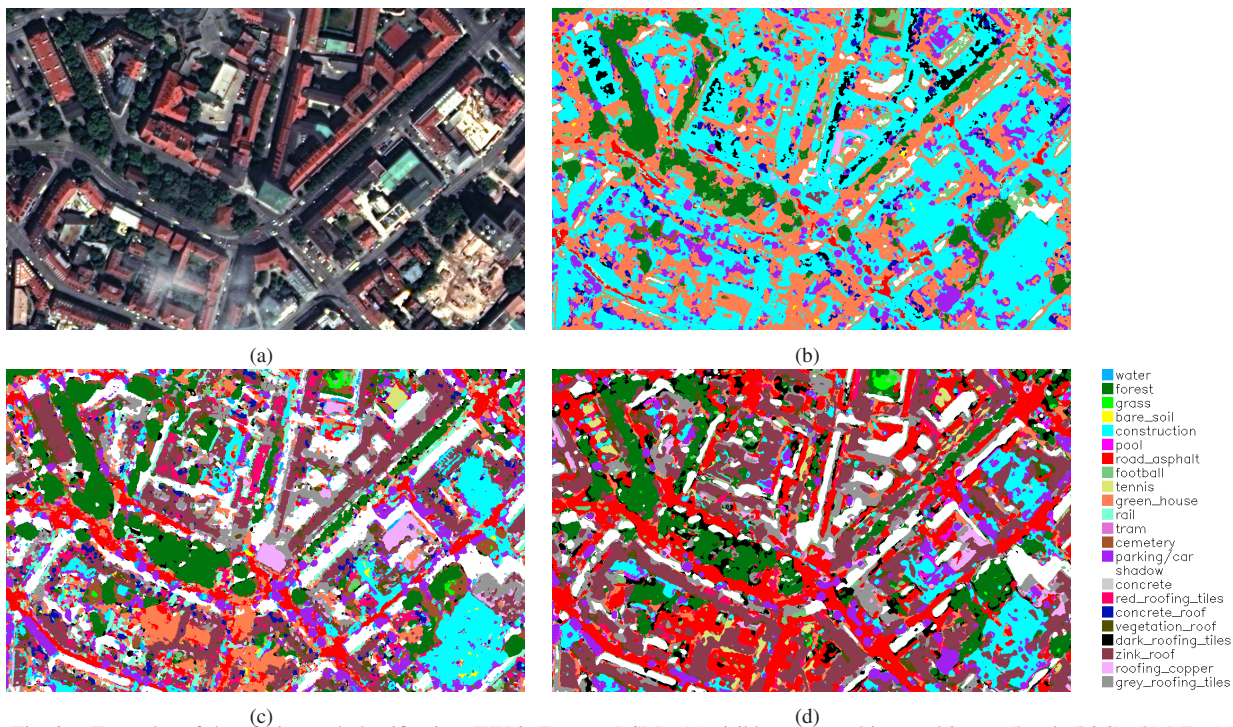 (a)
(b)
(c)
(d)
water
forest
grass
bare_soil
construction
pool
road_asphalt
football
tennis
green_house
rail
tram
cemetery
parking/car
shadow
concrete
red_roofing_tiles
concrete_roof
vegetation_roof
dark_roofing_tiles
zink_roof
roofing_copper
grey_roofing_tiles